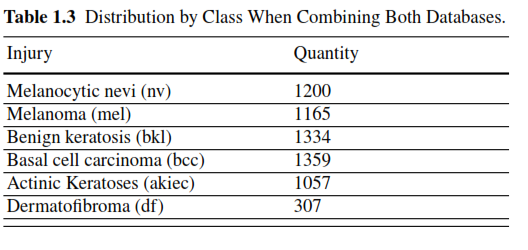 Table 1.3 Distribution by Class When Combining Both Databases.
Injury Quantity
Melanocytic nevi (nv) 1200
Melanoma (mel) 1165
Benign keratosis (bkl) 1334
Basal cell carcinoma (bcc) 1359
Actinic Keratoses (akiec) 1057
Dermatofibroma (df) 307